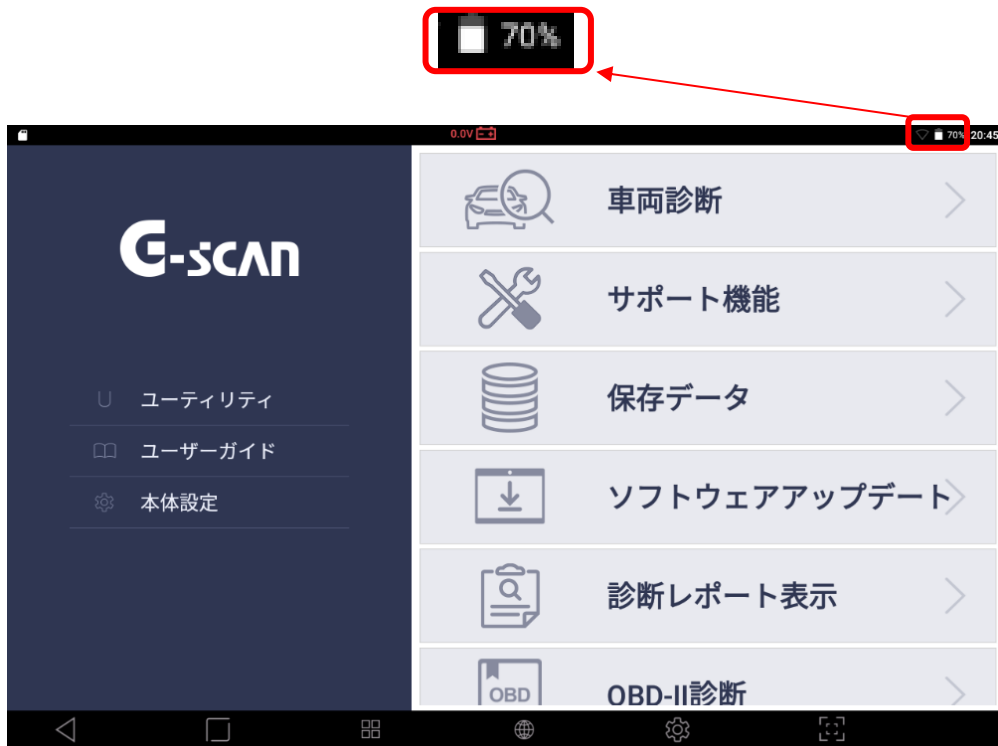 70%
0.0V
70% 20:45
G-scan
ユーティリティ
ユーザーガイド
本体設定
車両診断
サポート機能
保存データ
ソフトウェアアップデート
診断レポート表示
OBD
OBD-II診断